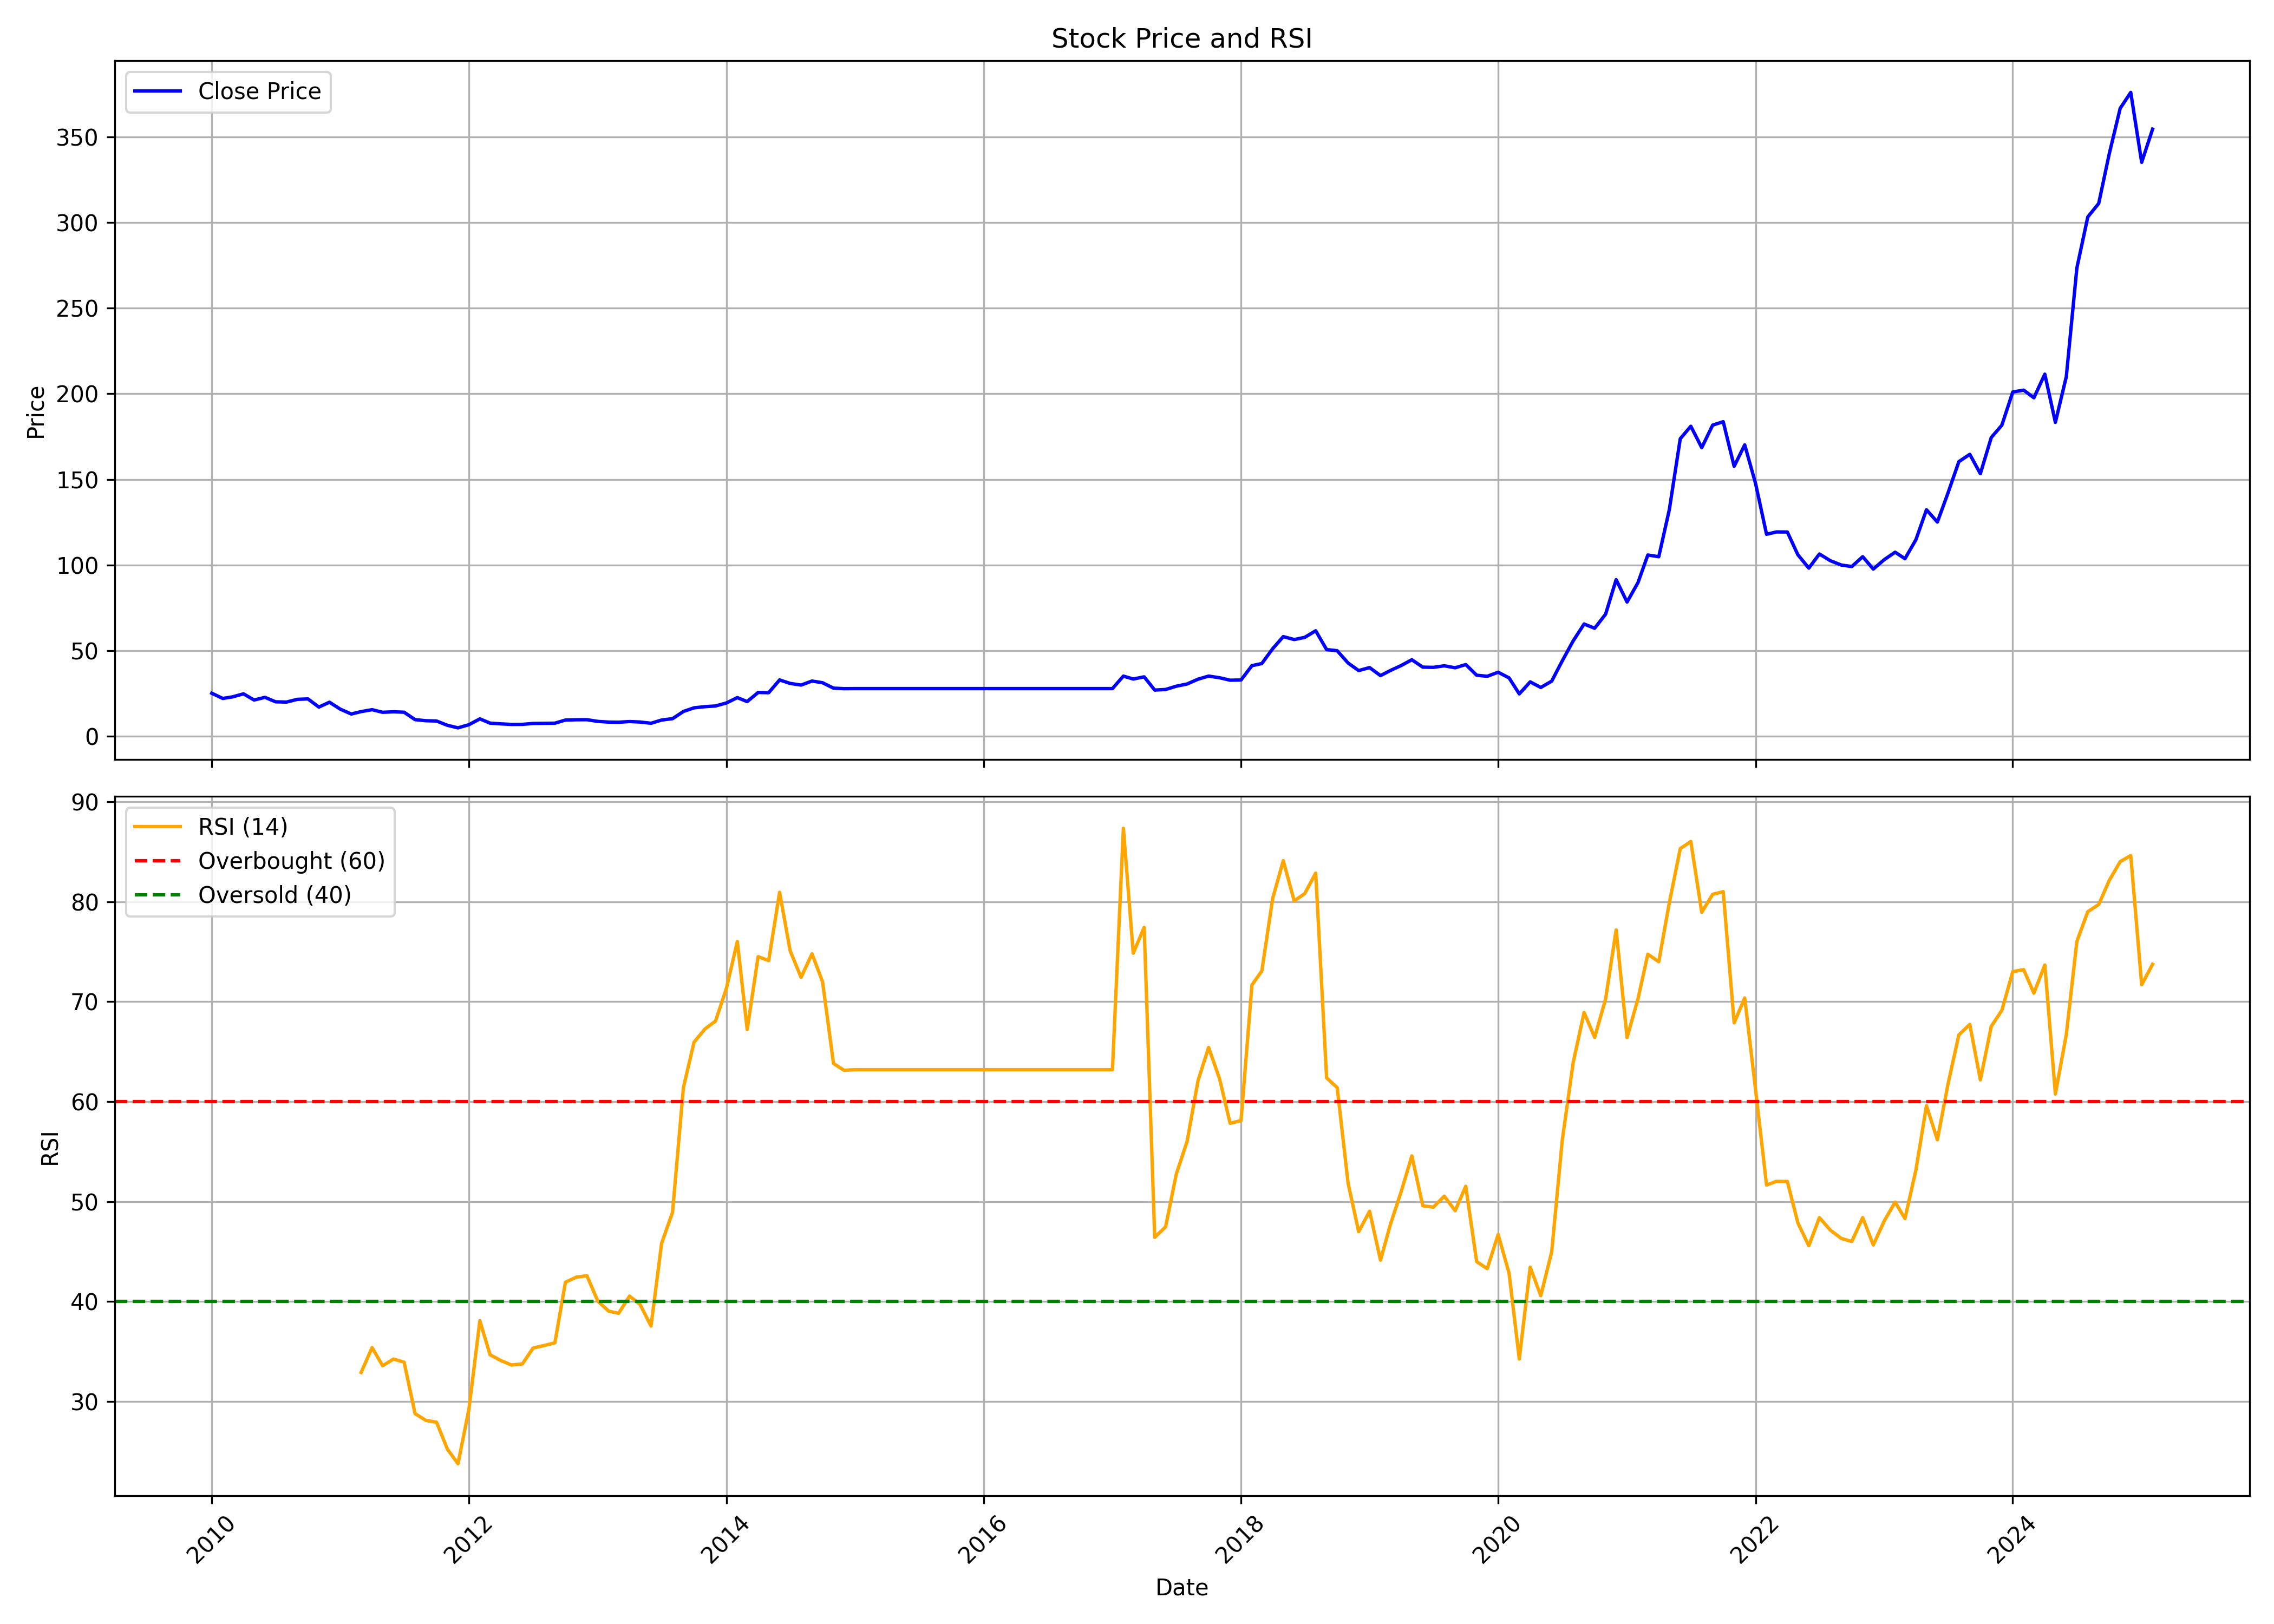 Stock Price and RSI
Close Price
Price
350
300
250
200
150
100
50
0
RSI (14)
Overbought (60)
Oversold (40)
RSI
90
80
70
60
50
40
30
2010
2012
2014
2016
2018
2020
2022
2024
Date